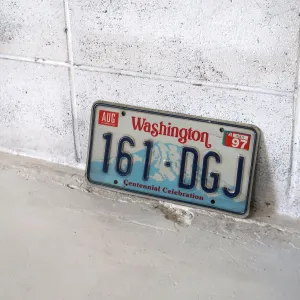 AUG
Washington
97
161 DGJ
Centennial Celebration